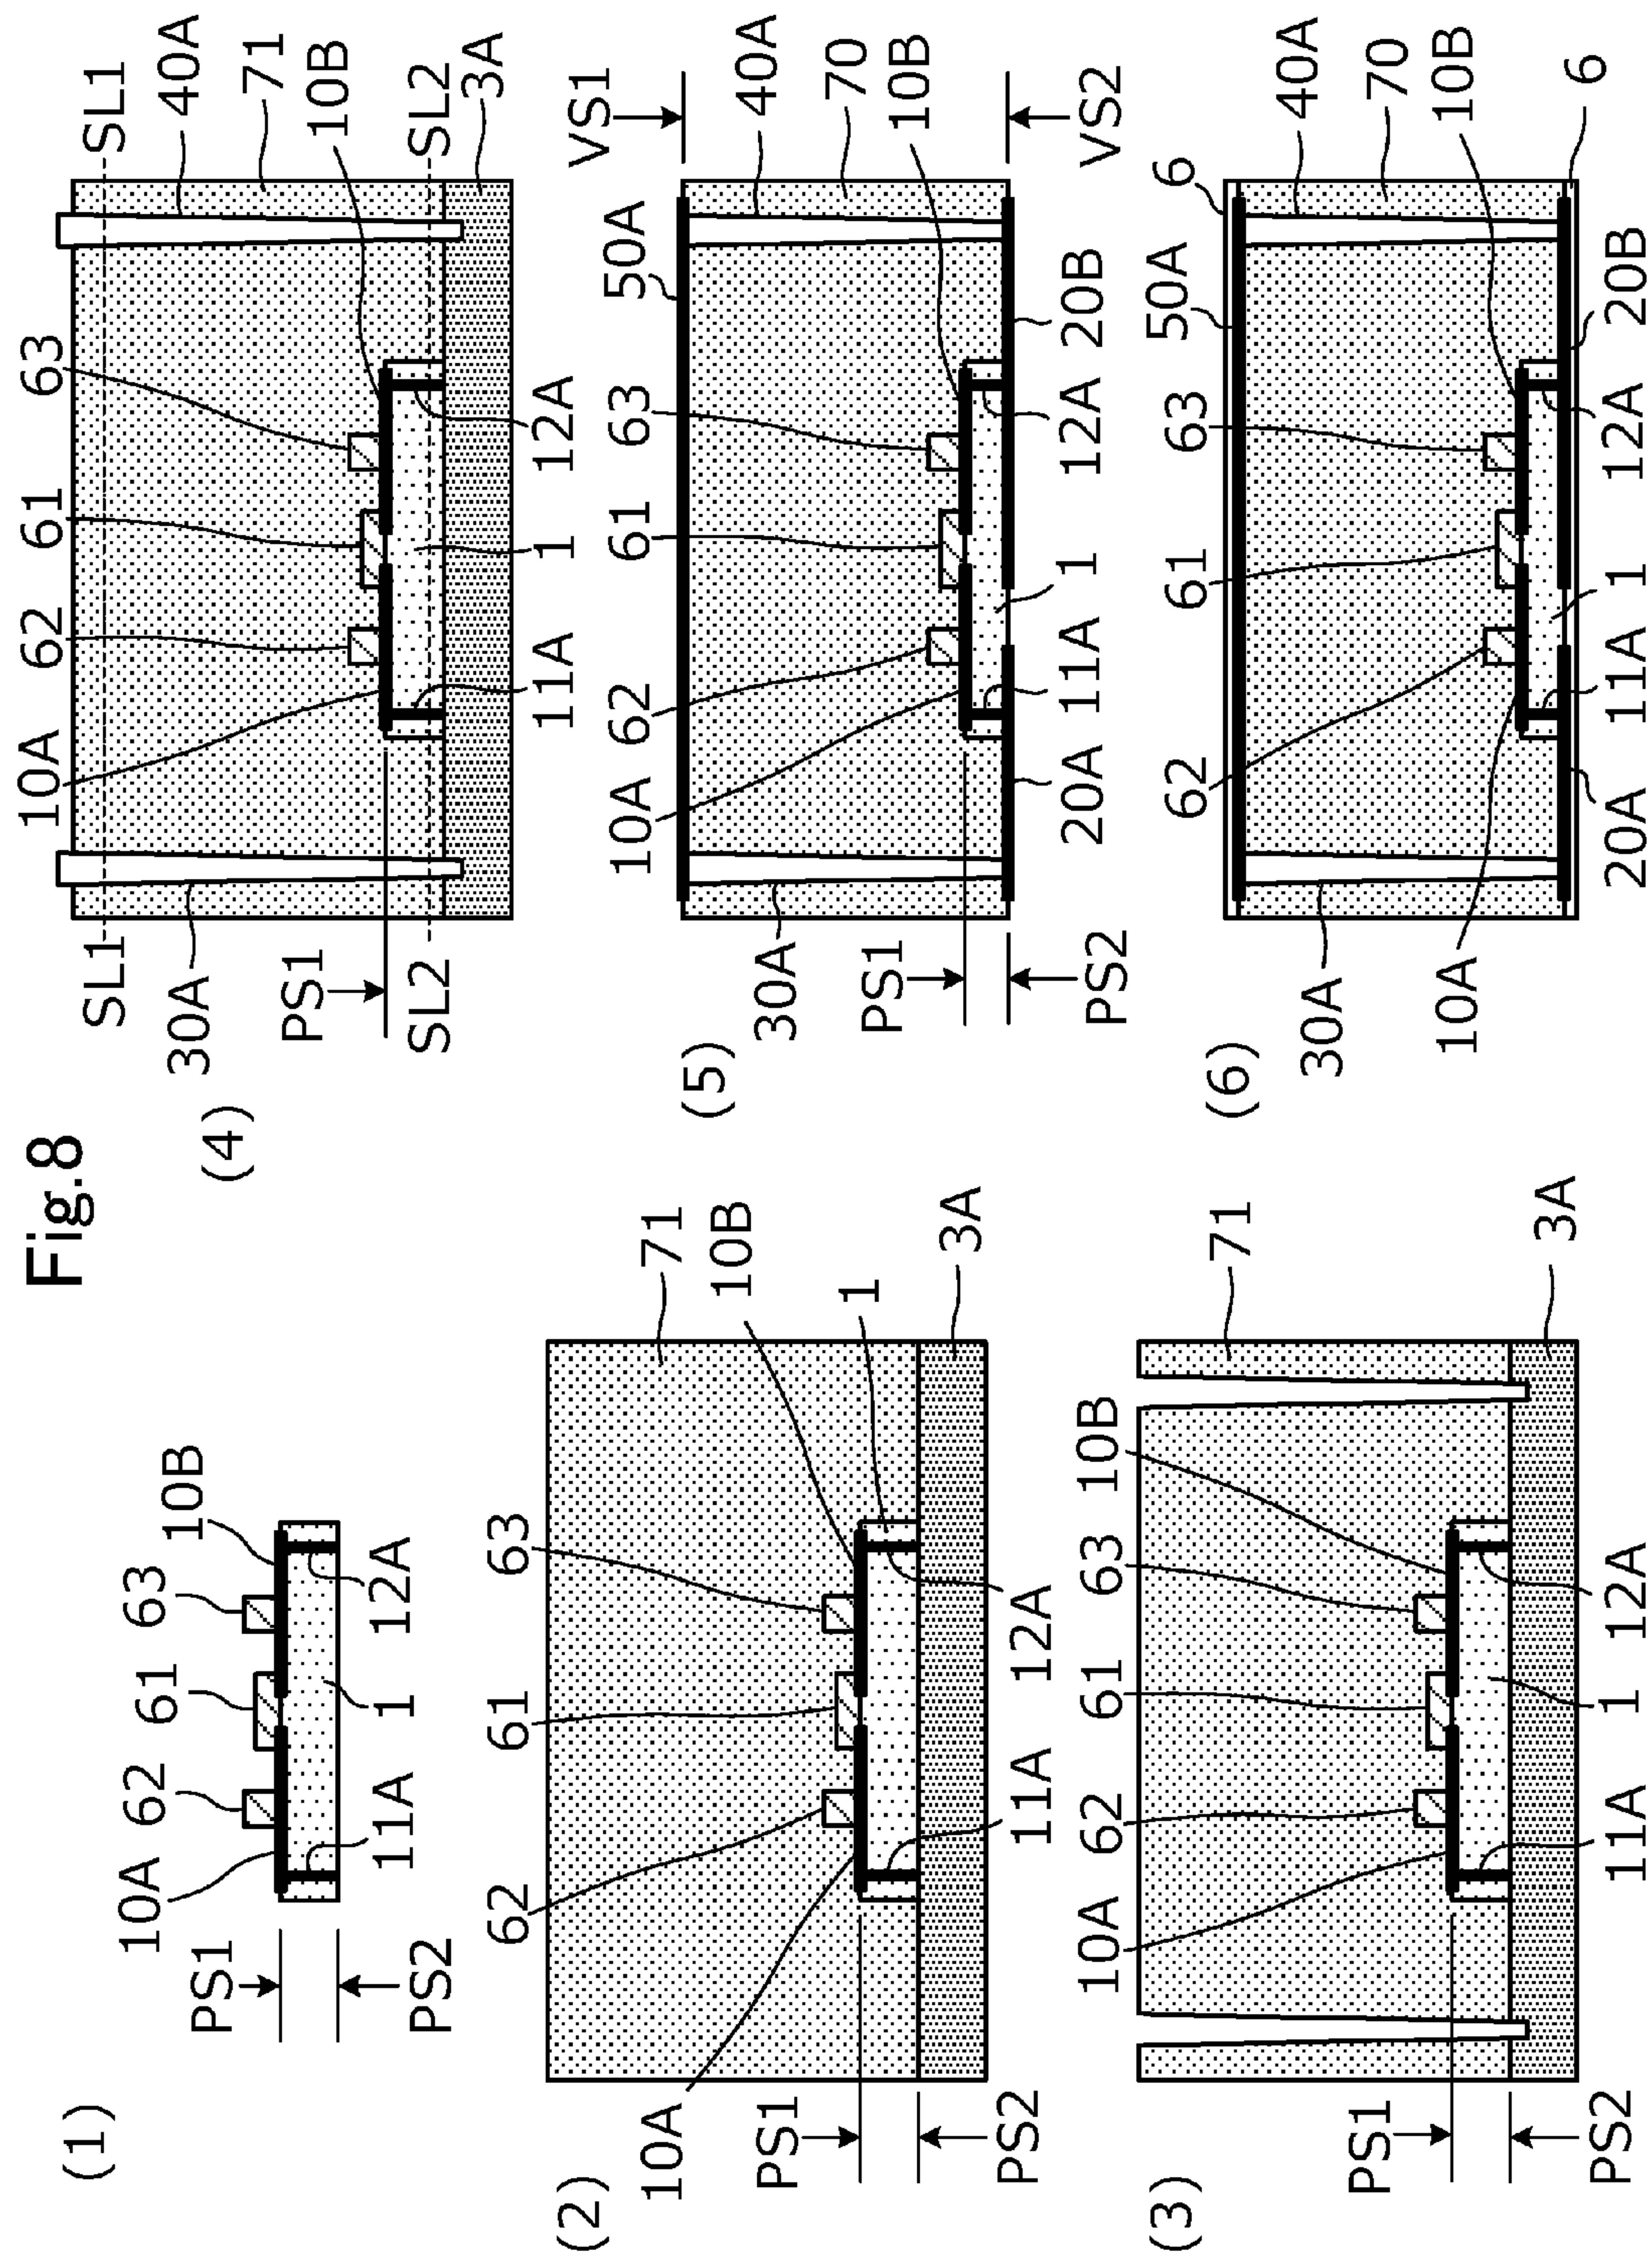 Fig.8
(1)
PS1
PS2
10A
62
61
63
10B
11A
1
12A
(2)
PS1
PS2
10A
62
61
63
11A
12A
71
10B
1
3A
(3)
PS1
PS2
10A
62
61
63
10B
11A
1
12A
71
3A
(4)
SL1
30A
PS1
SL2
10A
62
61
63
11A
1
12A
SL1
40A
71
10B
SL2
3A
(5)
PS1
PS2
30A
10A
62
61
63
50A
20A
11A
1
12A
20B
VS1
40A
70
10B
VS2
(6)
30A
10A
62
61
63
50A
6
20A
11A
1
12A
20B
40A
70
10B
6